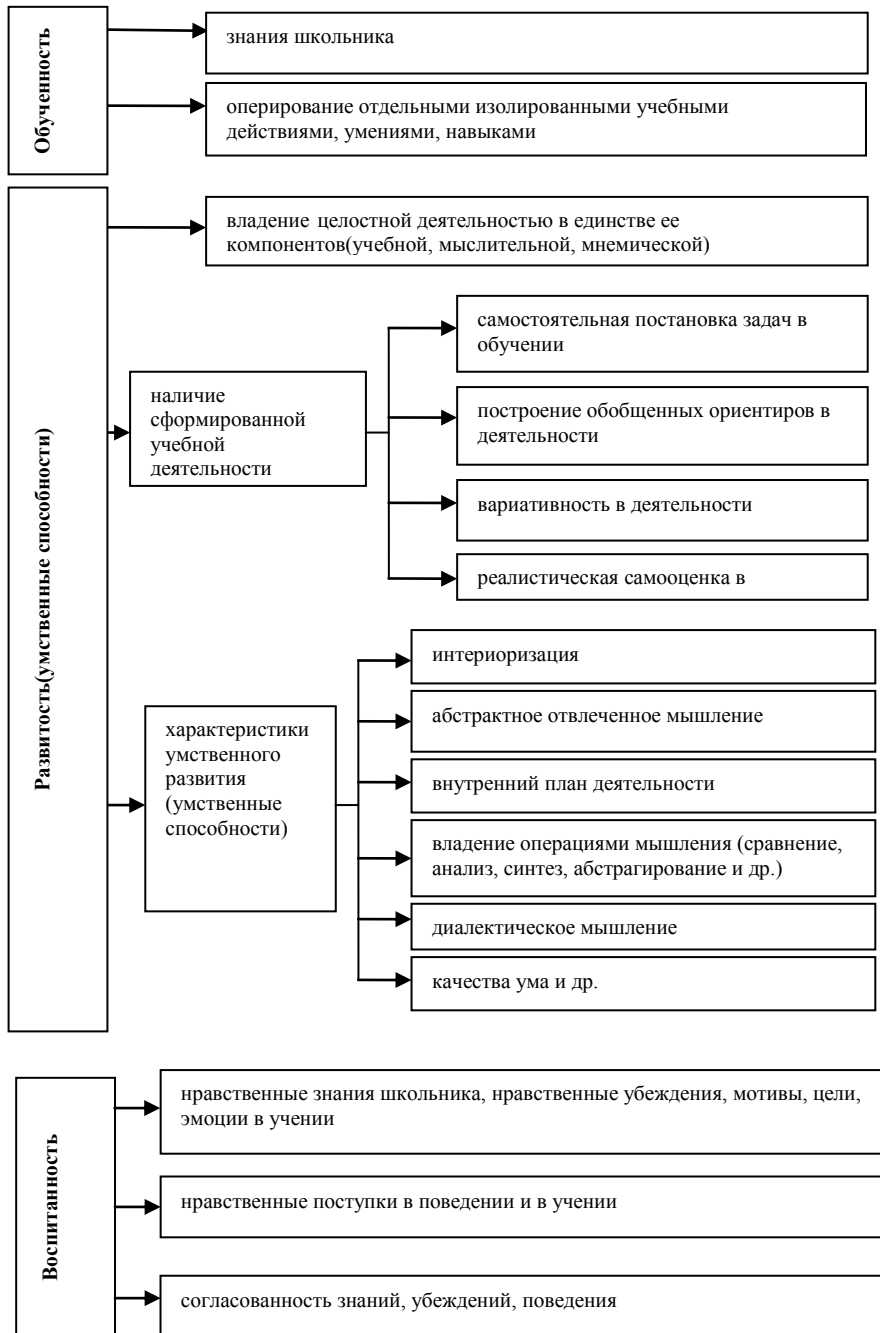 Обученность
знания школьника
оперирование отдельными изолированными учебными
действиями, умениями, навыками
Развитость(умственные способности)
владение целостной деятельностью в единстве ее
компонентов(учебной, мыслительной, мнемической)
наличие
сформированной
учебной
деятельности
самостоятельная постановка задач в
обучении
построение обобщенных ориентиров в
деятельности
вариативность в деятельности
реалистическая самооценка в
характеристики
умственного
развития
(умственные
способности)
интериоризация
абстрактное отвлеченное мышление
внутренний план деятельности
владение операциями мышления (сравнение,
анализ, синтез, абстрагирование и др.)
диалектическое мышление
качества ума и др.
Воспитанность
нравственные знания школьника, нравственные убеждения, мотивы, цели,
эмоции в учении
нравственные поступки в поведении и в учении
согласованность знаний, убеждений, поведения